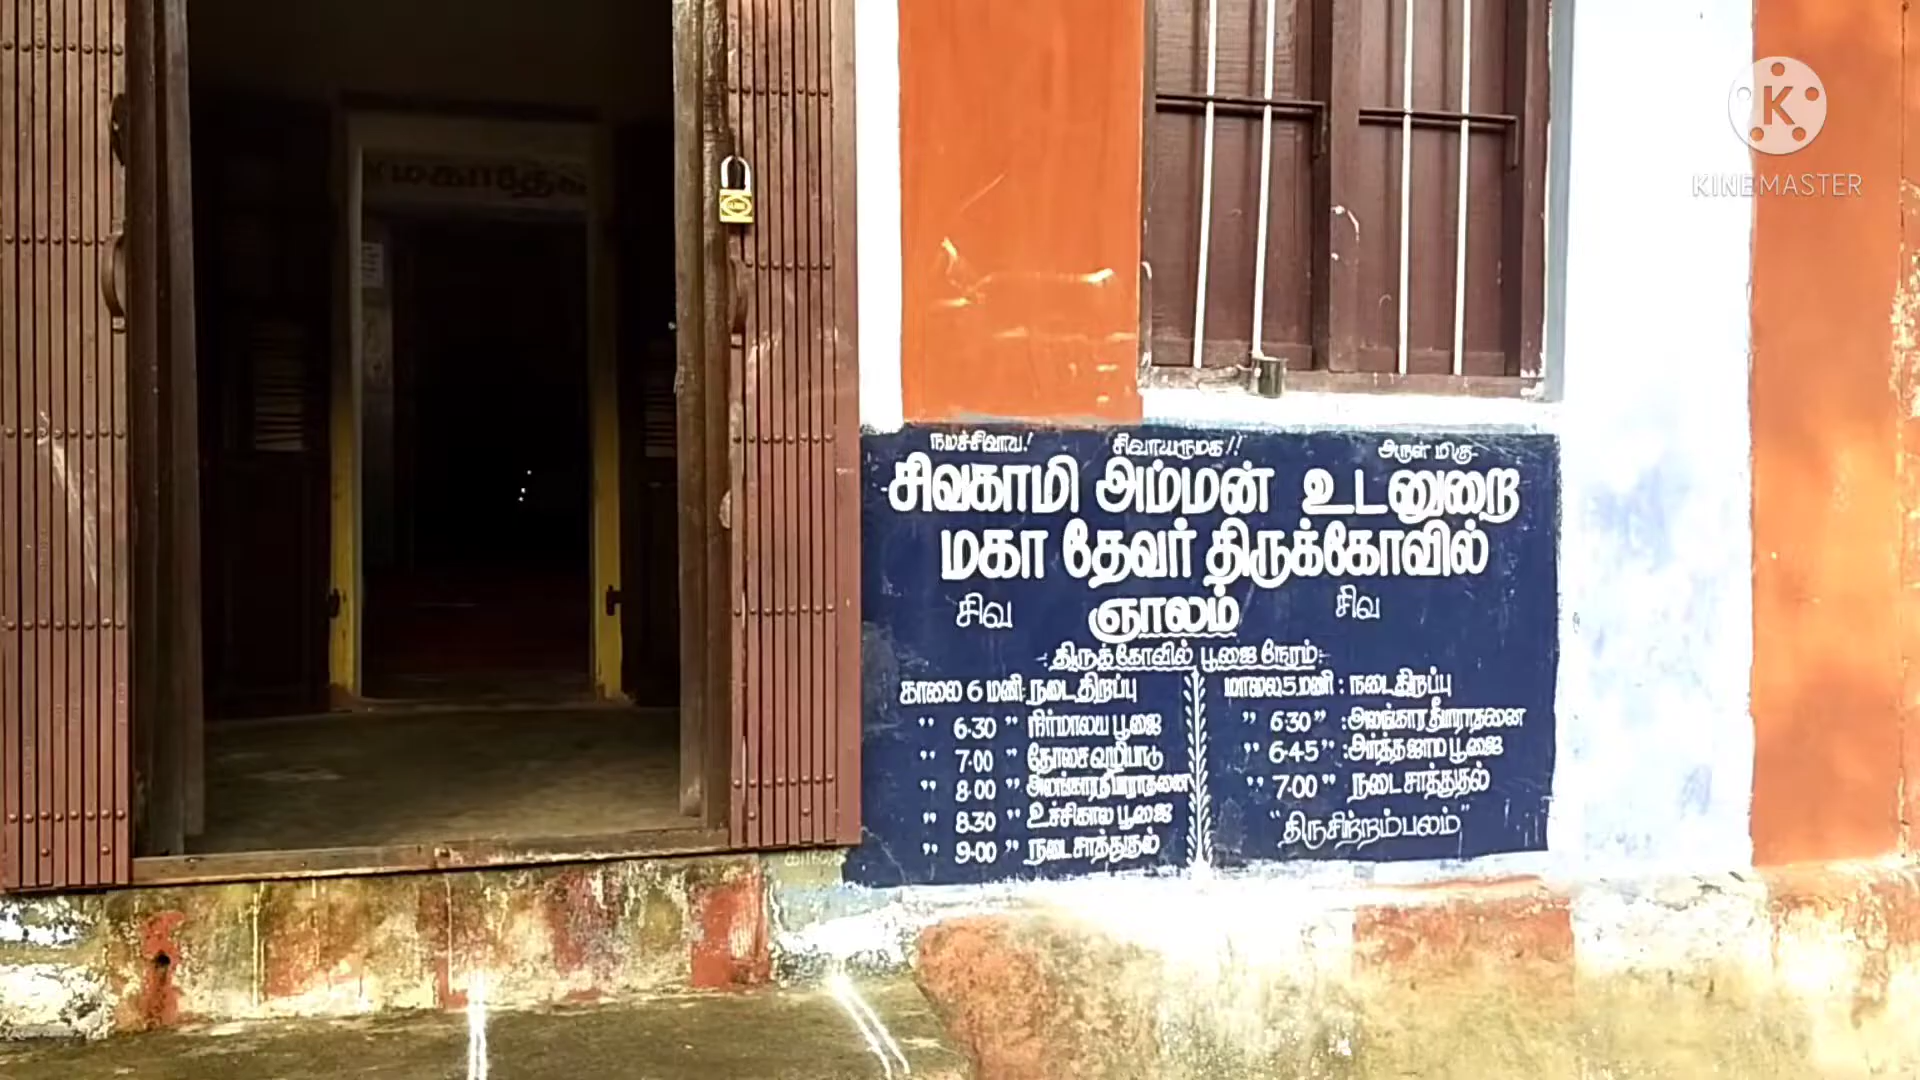 மகாதேவ
KINEMASTER
நமச்சிவாய! சிவாயநமக!! அருள் மிகு
சிவகாமி அம்மன் உடனுறை
மகா தேவர் திருக்கோவில்
சிவ ஞாலம் சிவ
திருக்கோவில் பூஜை நேரம்:
காலை 6 மணி நடை திறப்பு
" 6.30 " நிர்மாலய பூஜை
" 7.00 " தோசை வழிபாடு
" 8.00 " அலங்கார தீபாராதனை
" 8.30 " உச்சிகால பூஜை
" 9.00 " நடை சாத்துதல்
மாலை 5 மணி : நடை திறப்பு
" 6.30 " : அலங்கார தீபாராதனை
" 6.45 " : அர்த்தஜாம பூஜை
" 7.00 " நடை சாத்துதல்
"திருசிற்றம்பலம்"